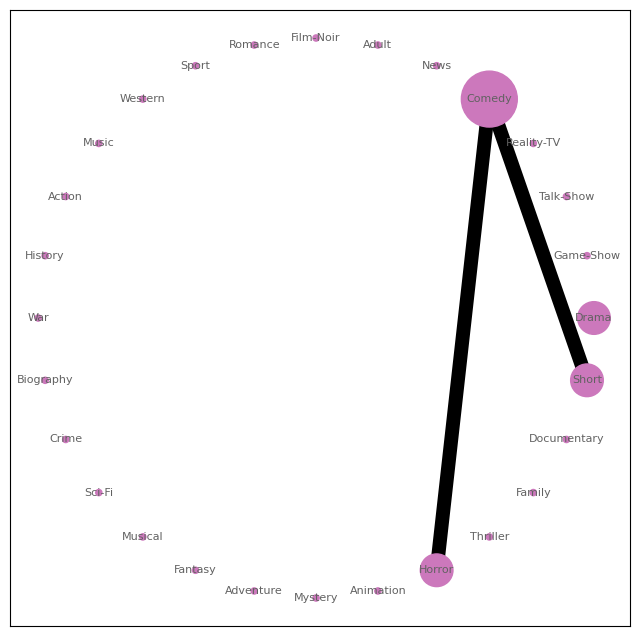 Film-Noir
Romance
Adult
Sport
News
Western
Comedy
Music
Reality-TV
Action
Talk-Show
History
Game-Show
War
Drama
Biography
Short
Crime
Documentary
Sci-Fi
Family
Musical
Thriller
Fantasy
Horror
Adventure
Animation
Mystery